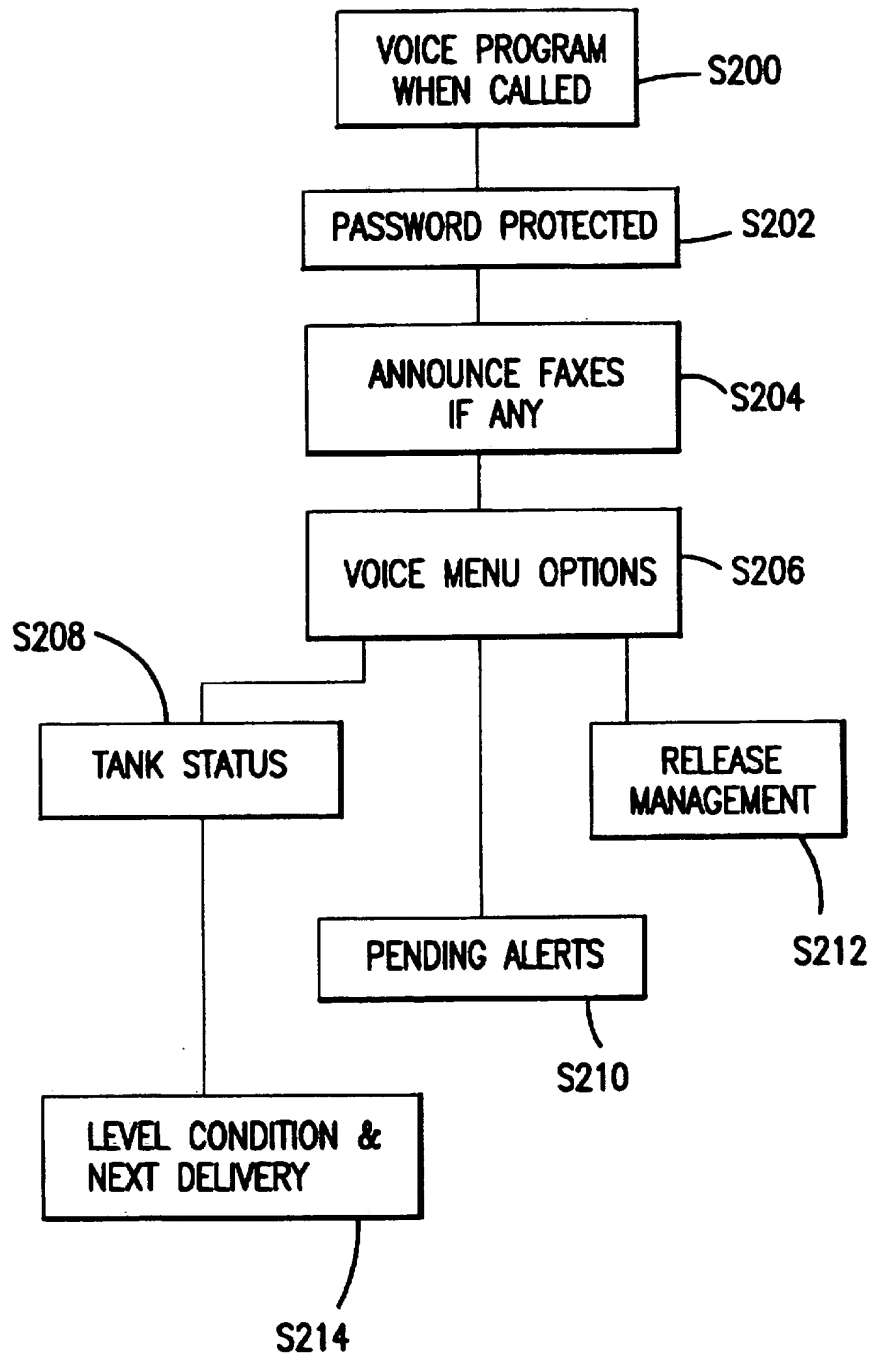 VOICE PROGRAM
WHEN CALLED
S200
PASSWORD PROTECTED
S202
ANNOUNCE FAXES
IF ANY
S204
VOICE MENU OPTIONS
S206
S208
TANK STATUS
RELEASE
MANAGEMENT
S212
PENDING ALERTS
S210
LEVEL CONDITION &
NEXT DELIVERY
S214